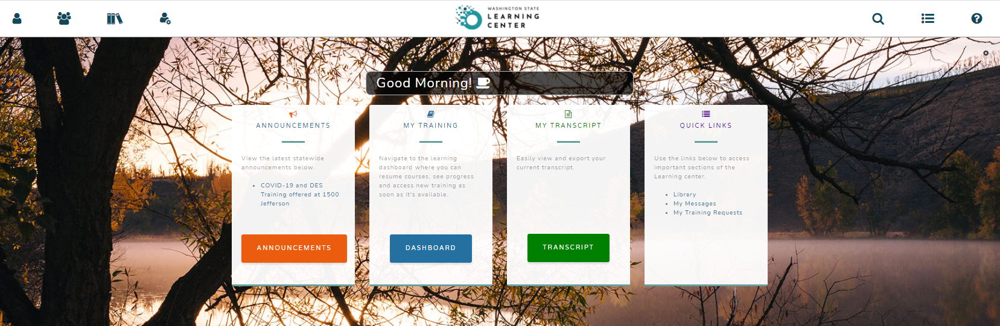 WASHINGTON STATE
LEARNING
CENTER
Good Morning!
ANNOUNCEMENTS
View the latest statewide
announcements below.
COVID-19 and DES
Training offered at 1500
Jefferson
ANNOUNCEMENTS
MY TRAINING
Navigate to the learning
dashboard where you can
resume courses, see progress
and access new training as
soon as it's available.
DASHBOARD
MY TRANSCRIPT
Easily view and export your
current transcript.
TRANSCRIPT
QUICK LINKS
Use the links below to access
important sections of the
Learning center.
Library
My Messages
My Training Requests